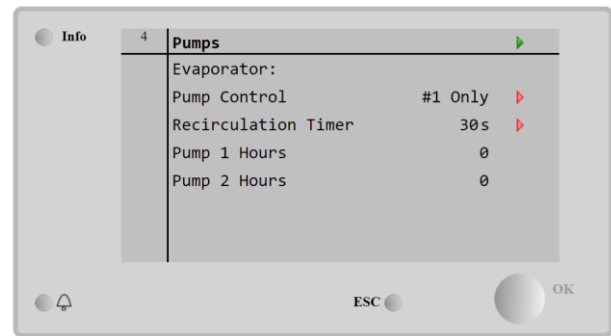 Info
4 Pumps
Evaporator:
Pump Control #1 Only
Recirculation Timer 30s
Pump 1 Hours 0
Pump 2 Hours 0
ESC
OK